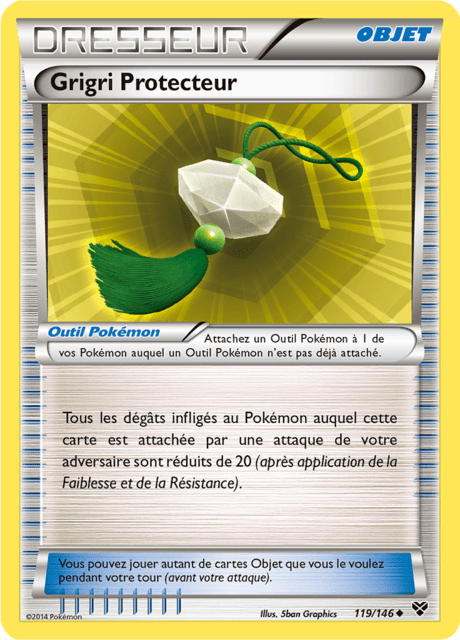 DRESSEUR
OBJET
Grigri Protecteur
Outil Pokémon
Attachez un Outil Pokémon à 1 de
vos Pokémon auquel un Outil Pokémon n'est pas déjà attaché.
Tous les dégâts infligés au Pokémon auquel cette
carte est attachée par une attaque de votre
adversaire sont réduits de 20 (après application de la
Faiblesse et de la Résistance).
Vous pouvez jouer autant de cartes Objet que vous le voulez
pendant votre tour (avant votre attaque).
©2014 Pokémon
Illus. 5ban Graphics
119/146
XY